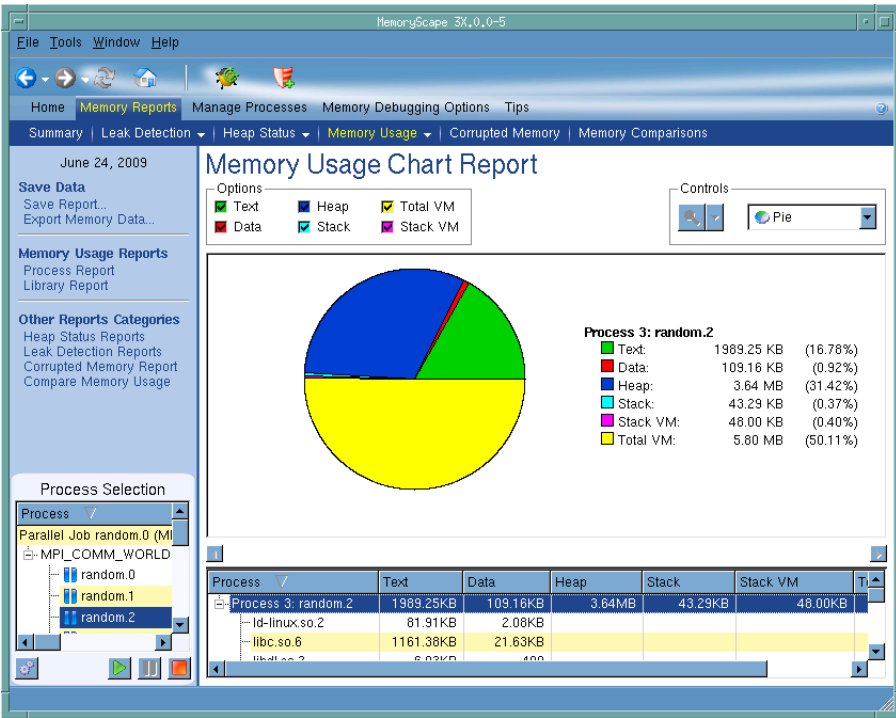 MemoryScape 3X.0.0-5
File Tools Window Help
Home Memory Reports Manage Processes Memory Debugging Options Tips
Summary | Leak Detection | Heap Status | Memory Usage | Corrupted Memory | Memory Comparisons
June 24, 2009
Save Data
Save Report...
Export Memory Data...
Memory Usage Reports
Process Report
Library Report
Other Reports Categories
Heap Status Reports
Leak Detection Reports
Corrupted Memory Report
Compare Memory Usage
Process Selection
Process
Parallel Job random.0 (MI
MPI_COMM_WORLD
random.0
random.1
random.2
Memory Usage Chart Report
Options
Text Heap Total VM
Data Stack Stack VM
Controls
Pie
Process 3: random.2
Text: 1989.25 KB (16.78%)
Data: 109.16 KB (0.92%)
Heap: 3.64 MB (31.42%)
Stack: 43.29 KB (0.37%)
Stack VM: 48.00 KB (0.40%)
Total VM: 5.80 MB (50.11%)
Process Text Data Heap Stack Stack VM
Process 3: random.2 1989.25KB 109.16KB 3.64MB 43.29KB 48.00KB
ld-linux.so.2 81.91KB 2.08KB
libc.so.6 1161.38KB 21.63KB